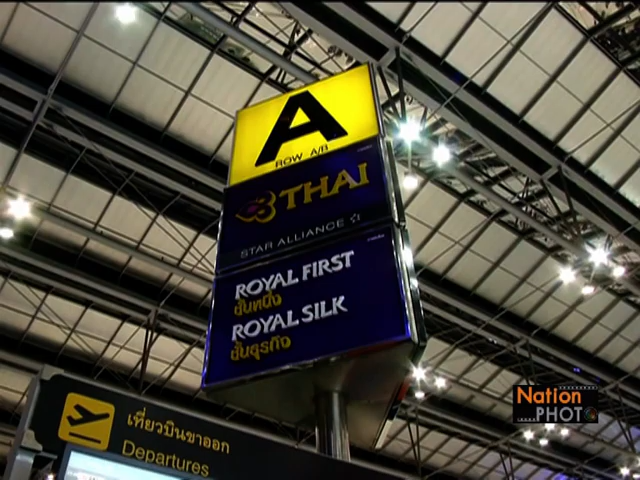 A
ROW A/B
THAI
STAR ALLIANCE
ROYAL FIRST
ชั้นหนึ่ง
ROYAL SILK
ชั้นธุรกิจ
เที่ยวบินขาออก
Departures
Nation
PHOTO